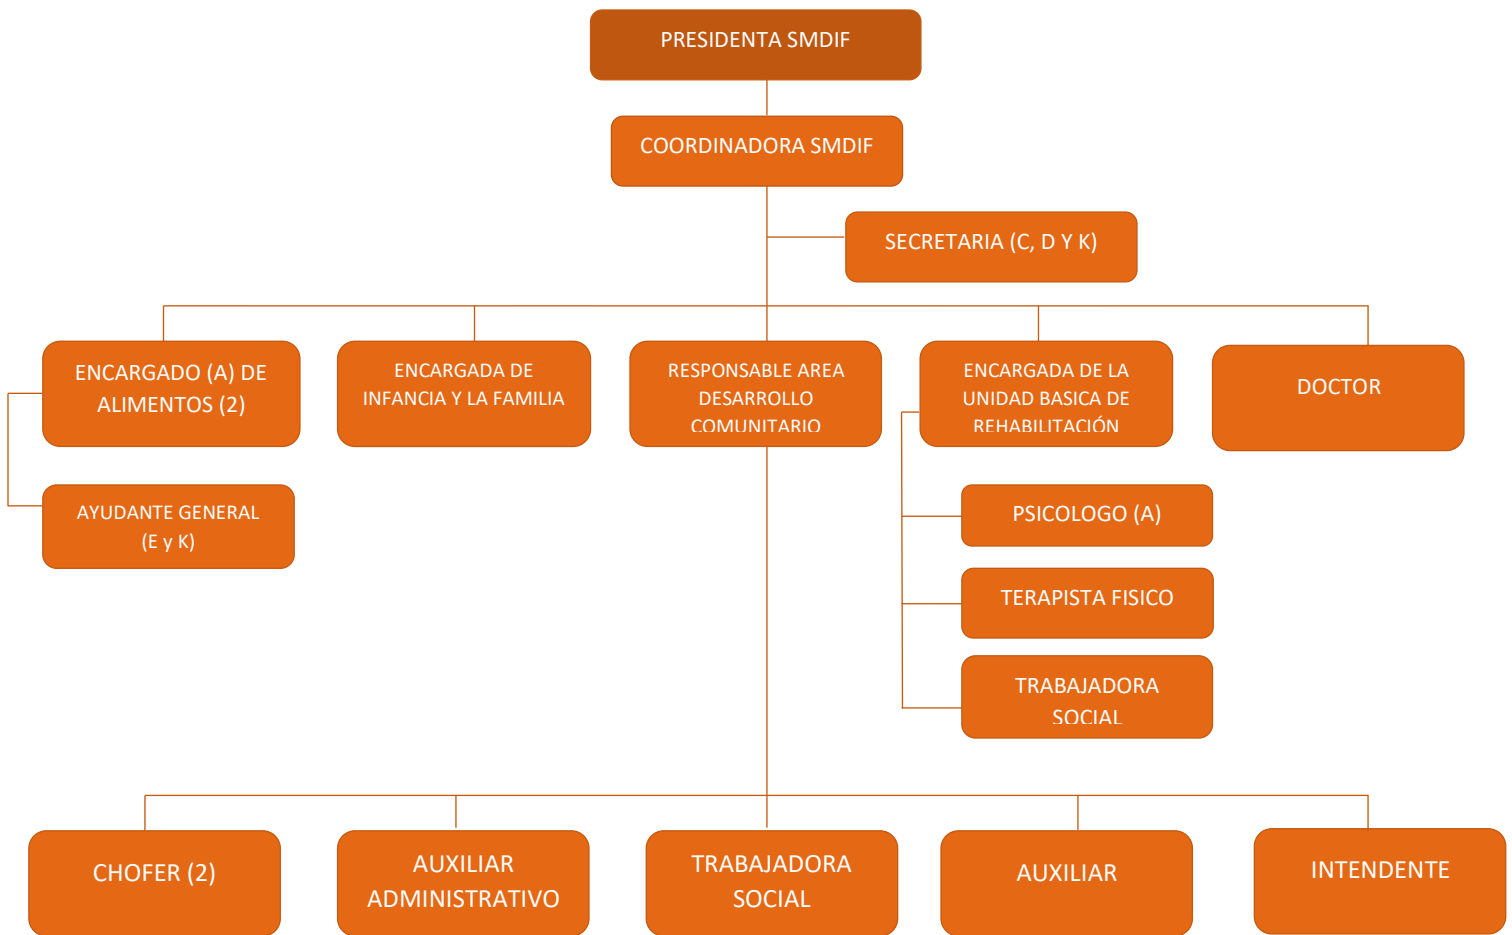 PRESIDENTA SMDIF
COORDINADORA SMDIF
SECRETARIA (C, D Y K)
ENCARGADO (A) DE
ALIMENTOS (2)
ENCARGADA DE
INFANCIA Y LA FAMILIA
RESPONSABLE AREA
DESARROLLO
COMUNITARIO
ENCARGADA DE LA
UNIDAD BASICA DE
REHABILITACIÓN
DOCTOR
AYUDANTE GENERAL
(E y K)
PSICOLOGO (A)
TERAPISTA FISICO
TRABAJADORA
SOCIAL
CHOFER (2)
AUXILIAR
ADMINISTRATIVO
TRABAJADORA
SOCIAL
AUXILIAR
INTENDENTE